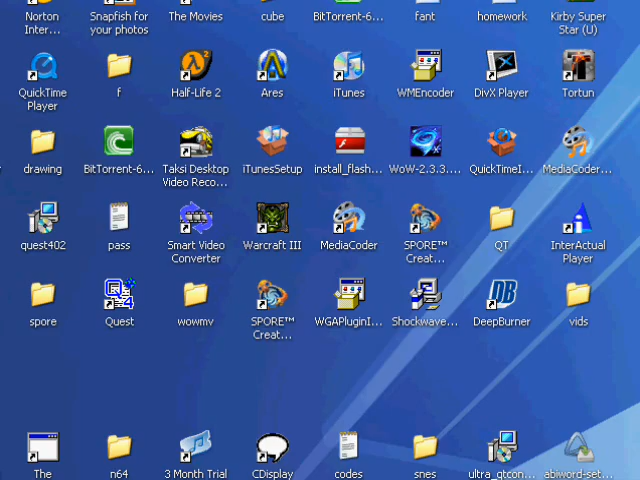 Norton
Inter...
Snapfish for
your photos
The Movies
cube
BitTorrent-6...
fant
homework
Kirby Super
Star (U)
QuickTime
Player
f
Half-Life 2
Ares
iTunes
WMEncoder
DivX Player
Tortun
drawing
BitTorrent-6...
Taksi Desktop
Video Reco...
iTunesSetup
install_flash...
WoW-2.3.3....
QuickTimeI...
MediaCoder...
quest402
pass
Smart Video
Converter
Warcraft III
MediaCoder
SPORE™
Creat...
QT
InterActual
Player
spore
Quest
wowmv
SPORE™
Creat...
WGAPluginI...
Shockwave...
DeepBurner
vids
The
n64
3 Month Trial
CDisplay
codes
snes
ultra_qtcon...
abiword-set...